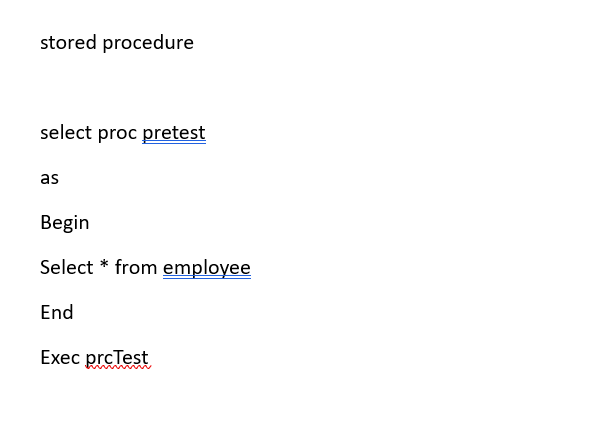 stored procedure
select proc pretest
as
Begin
Select * from employee
End
Exec prcTest